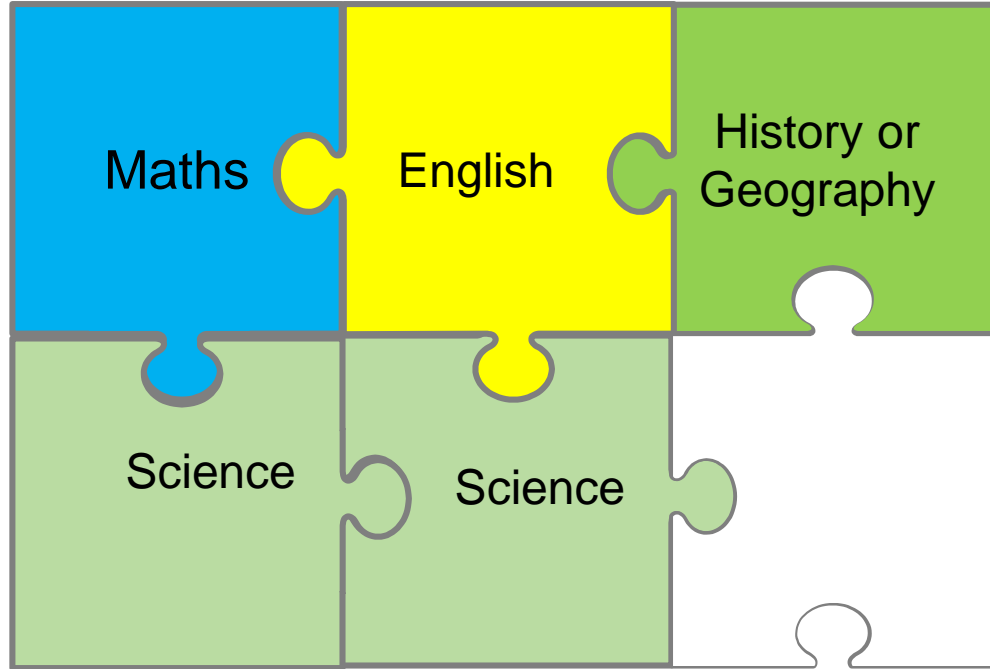 Maths
English
History or
Geography
Science
Science